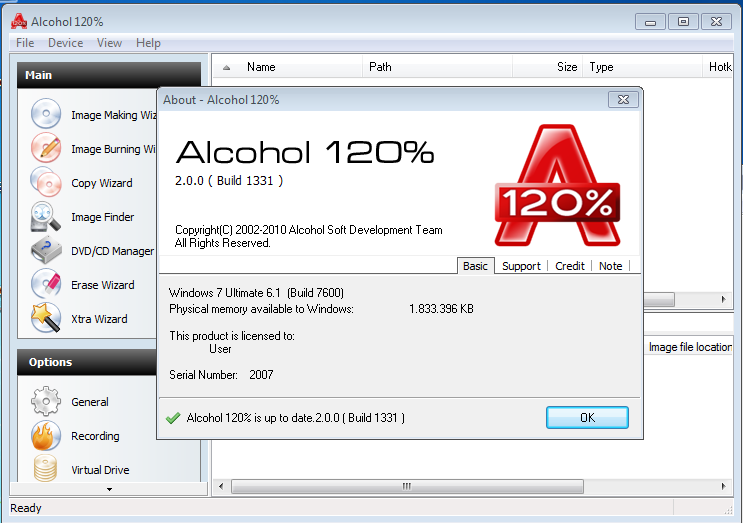 Alcohol 120%
File Device View Help
Main
Image Making Wiz
Image Burning Wi
Copy Wizard
Image Finder
DVD/CD Manager
Erase Wizard
Xtra Wizard
Options
General
Recording
Virtual Drive
Name Path Size Type Hotk
About - Alcohol 120%
Alcohol 120%
2.0.0 ( Build 1331 )
120%
Copyright(C) 2002-2010 Alcohol Soft Development Team
All Rights Reserved.
Basic Support Credit Note
Windows 7 Ultimate 6.1 (Build 7600)
Physical memory available to Windows: 1.833.396 KB
This product is licensed to:
User
Serial Number: 2007
Alcohol 120% is up to date.2.0.0 ( Build 1331 )
OK
Image file location
Ready